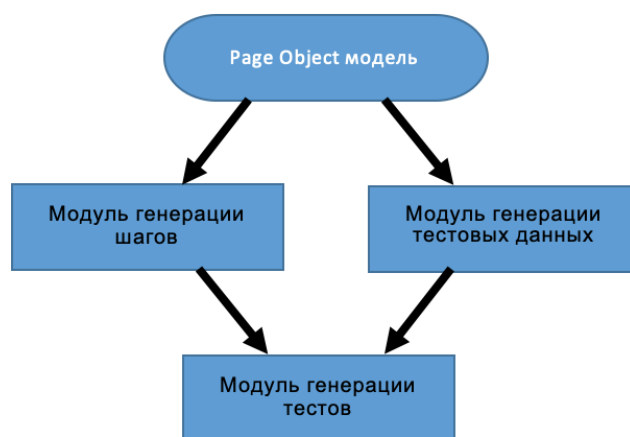 Page Object модель
Модуль генерации
шагов
Модуль генерации
тестовых данных
Модуль генерации
тестов